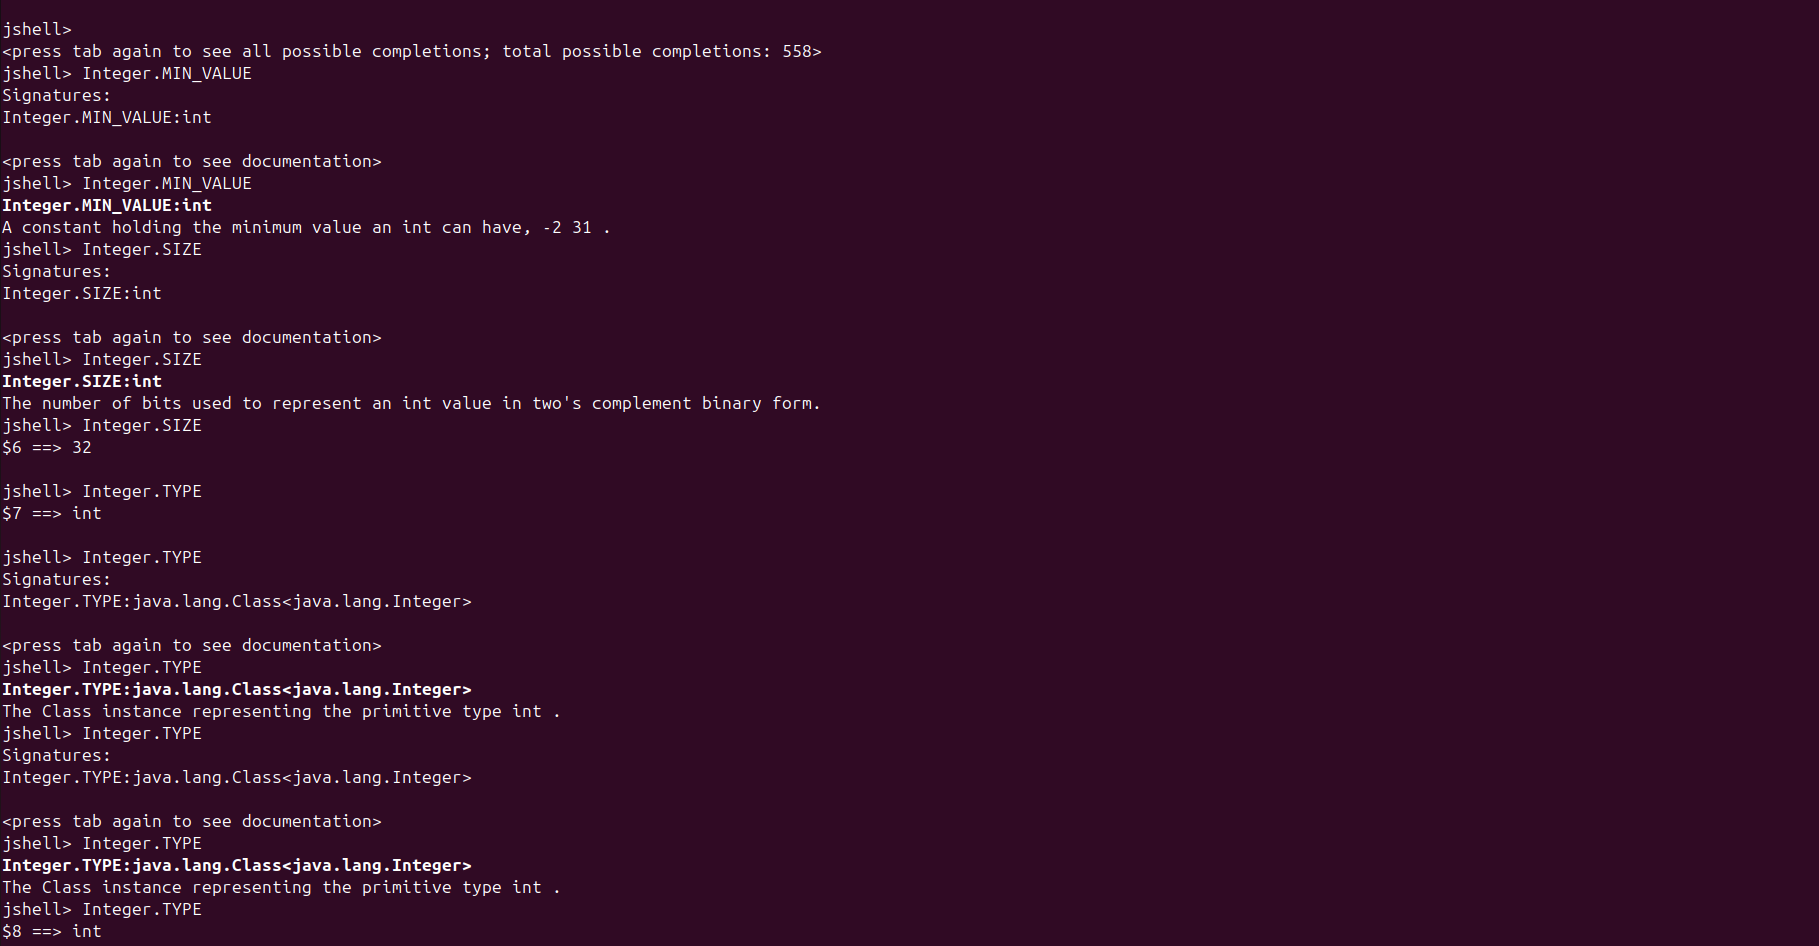 jshell>
<press tab again to see all possible completions; total possible completions: 558>
jshell> Integer.MIN_VALUE
Signatures:
Integer.MIN_VALUE:int
<press tab again to see documentation>
jshell> Integer.MIN_VALUE
Integer.MIN_VALUE:int
A constant holding the minimum value an int can have, -2 31 .
jshell> Integer.SIZE
Signatures:
Integer.SIZE:int
<press tab again to see documentation>
jshell> Integer.SIZE
Integer.SIZE:int
The number of bits used to represent an int value in two's complement binary form.
jshell> Integer.SIZE
$6 ==> 32
jshell> Integer.TYPE
$7 ==> int
jshell> Integer.TYPE
Signatures:
Integer.TYPE:java.lang.Class<java.lang.Integer>
<press tab again to see documentation>
jshell> Integer.TYPE
Integer.TYPE:java.lang.Class<java.lang.Integer>
The Class instance representing the primitive type int .
jshell> Integer.TYPE
Signatures:
Integer.TYPE:java.lang.Class<java.lang.Integer>
<press tab again to see documentation>
jshell> Integer.TYPE
Integer.TYPE:java.lang.Class<java.lang.Integer>
The Class instance representing the primitive type int .
jshell> Integer.TYPE
$8 ==> int